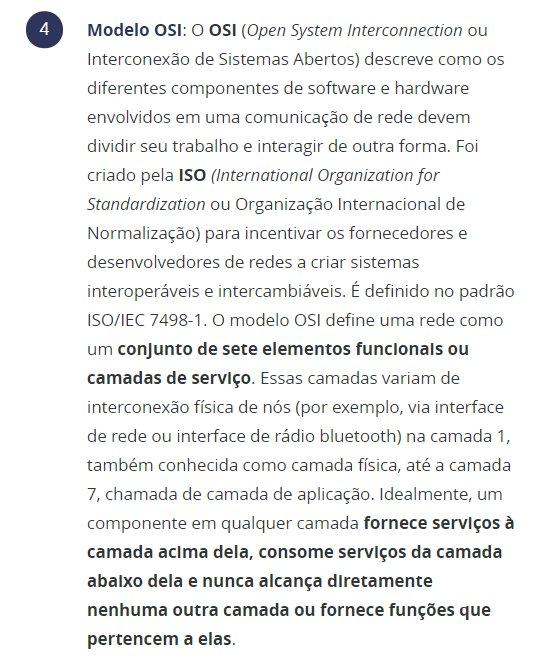 4 Modelo OSI: O OSI (Open System Interconnection ou
Interconexão de Sistemas Abertos) descreve como os
diferentes componentes de software e hardware
envolvidos em uma comunicação de rede devem
dividir seu trabalho e interagir de outra forma. Foi
criado pela ISO (International Organization for
Standardization ou Organização Internacional de
Normalização) para incentivar os fornecedores e
desenvolvedores de redes a criar sistemas
interoperáveis e intercambiáveis. É definido no padrão
ISO/IEC 7498-1. O modelo OSI define uma rede como
um conjunto de sete elementos funcionais ou
camadas de serviço. Essas camadas variam de
interconexão física de nós (por exemplo, via interface
de rede ou interface de rádio bluetooth) na camada 1,
também conhecida como camada física, até a camada
7, chamada de camada de aplicação. Idealmente, um
componente em qualquer camada fornece serviços à
camada acima dela, consome serviços da camada
abaixo dela e nunca alcança diretamente
nenhuma outra camada ou fornece funções que
pertencem a elas.